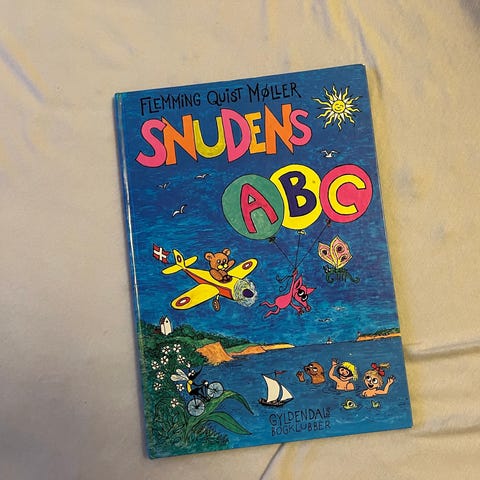 FLEMMING QUIST MØLLER
SNUDENS
ABC
GYLDENDALS
BOGKLUBBER